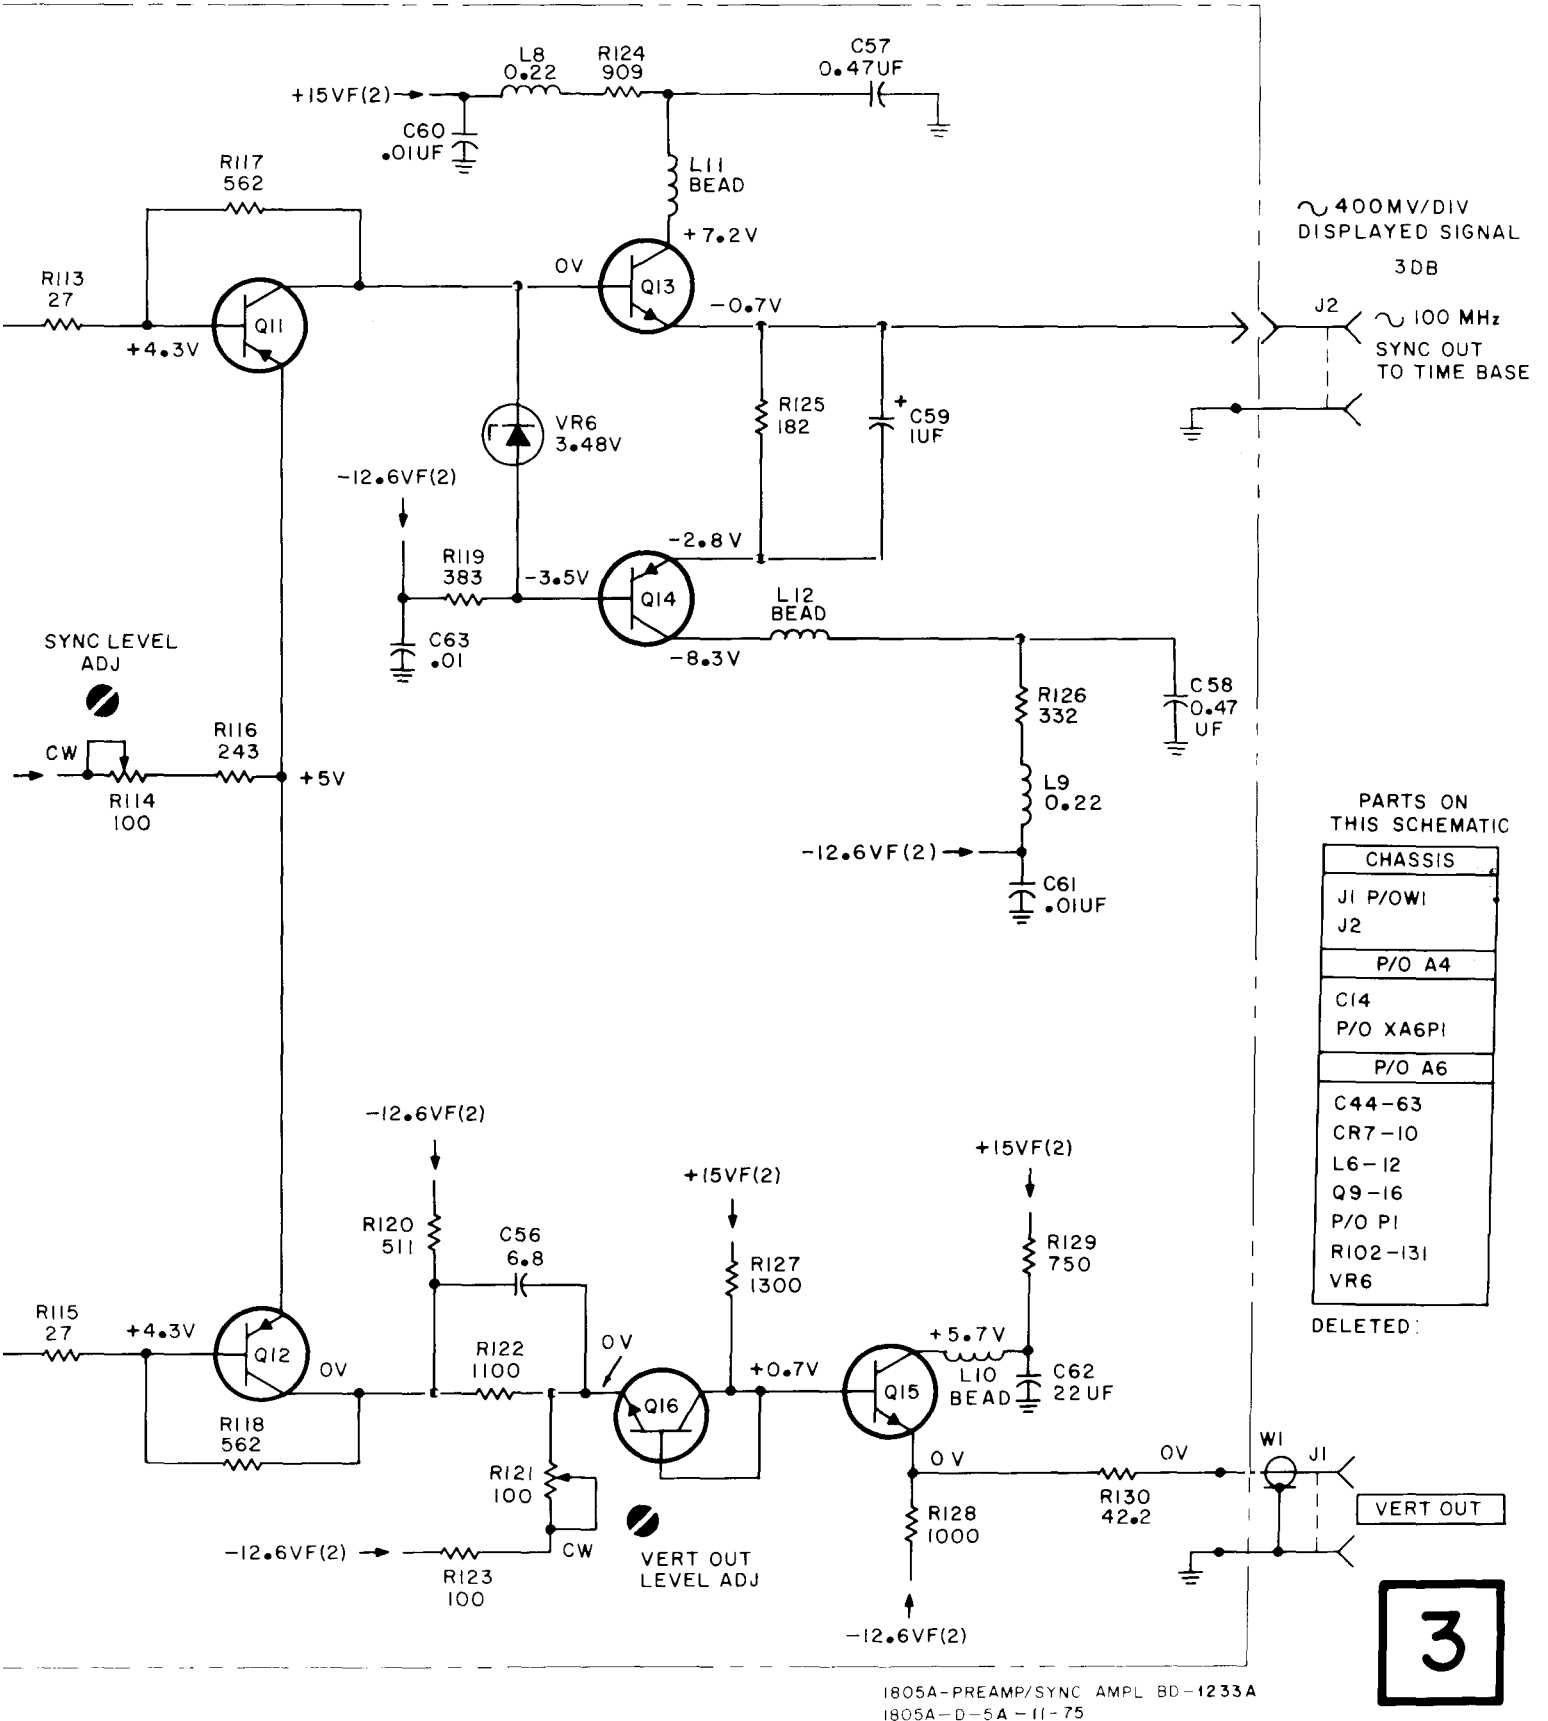 L8
0.22
R124
909
C57
0.47UF
+15VF(2)
C60
.01UF
L11
BEAD
+7.2V
R117
562
R113
27
Q11
+4.3V
0V
Q13
-0.7V
∿ 400MV/DIV
DISPLAYED SIGNAL
3DB
J2
∿ 100 MHz
SYNC OUT
TO TIME BASE
VR6
3.48V
R125
182
+
C59
1UF
-12.6VF(2)
R119
383
-3.5V
-2.8V
Q14
C63
.01
L12
BEAD
-8.3V
SYNC LEVEL
ADJ
CW
R114
100
R116
243
+5V
R126
332
C58
0.47
UF
L9
0.22
-12.6VF(2)
C61
.01UF
PARTS ON
THIS SCHEMATIC
CHASSIS
J1 P/OW1
J2
P/O A4
C14
P/O XA6P1
P/O A6
C44-63
CR7-10
L6-12
Q9-16
P/O P1
R102-131
VR6
DELETED:
-12.6VF(2)
R120
511
C56
6.8
+15VF(2)
R127
1300
+15VF(2)
R129
750
R115
27
+4.3V
Q12
0V
R118
562
R122
1100
0V
Q16
+0.7V
Q15
+5.7V
L10
BEAD
C62
22UF
R121
100
CW
-12.6VF(2)
R123
100
VERT OUT
LEVEL ADJ
0V
R128
1000
-12.6VF(2)
R130
42.2
0V
W1
J1
VERT OUT
3
1805A-PREAMP/SYNC AMPL BD-1233A
1805A-D-5A-11-75